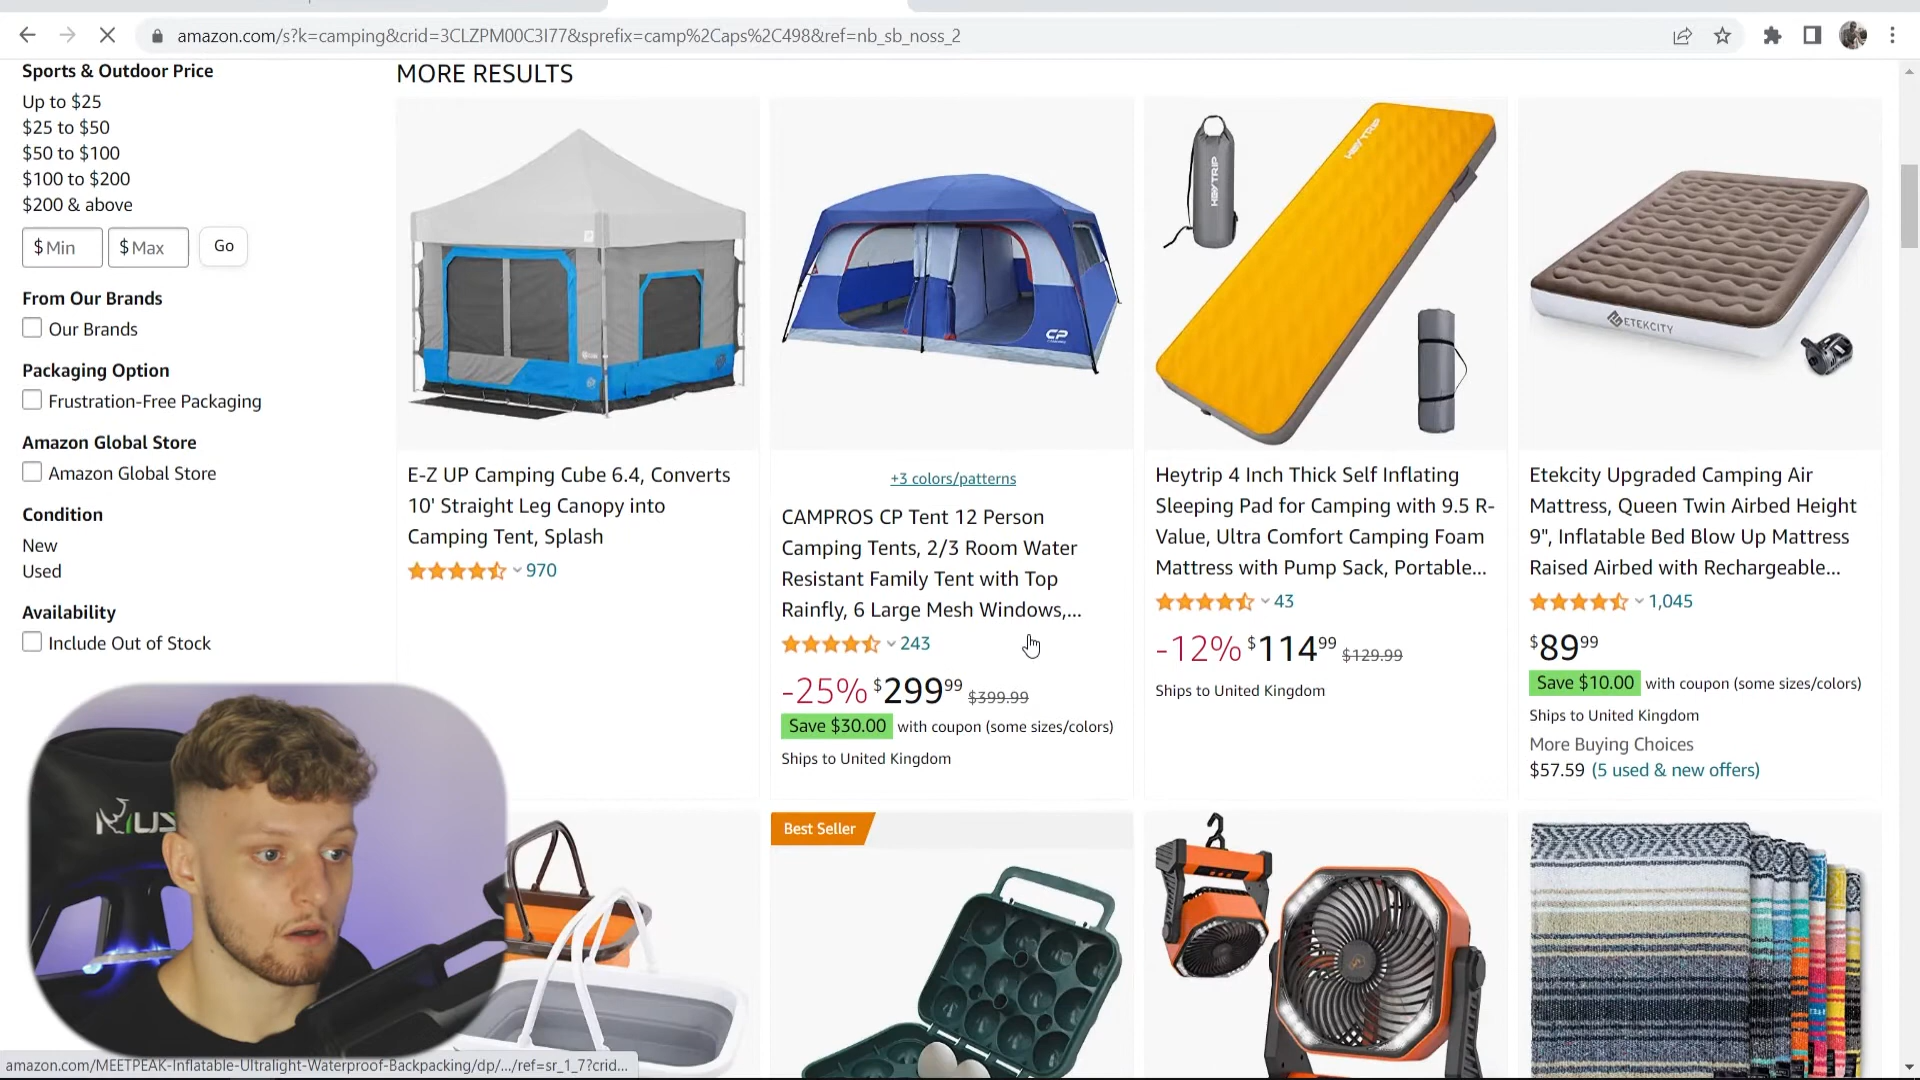 amazon.com/s?k=camping&crid=3CLZPM00C3I77&sprefix=camp%2Caps%2C498&ref=nb_sb_noss_2
Sports & Outdoor Price
Up to $25
$25 to $50
$50 to $100
$100 to $200
$200 & above
$ Min $ Max Go
From Our Brands
Our Brands
Packaging Option
Frustration-Free Packaging
Amazon Global Store
Amazon Global Store
Condition
New
Used
Availability
Include Out of Stock
MORE RESULTS
E-Z UP Camping Cube 6.4, Converts
10' Straight Leg Canopy into
Camping Tent, Splash
970
CP
+3 colors/patterns
CAMPROS CP Tent 12 Person
Camping Tents, 2/3 Room Water
Resistant Family Tent with Top
Rainfly, 6 Large Mesh Windows,...
243
-25% $299 99 $399.99
Save $30.00 with coupon (some sizes/colors)
Ships to United Kingdom
HEYTRIP
HEYTRIP
Heytrip 4 Inch Thick Self Inflating
Sleeping Pad for Camping with 9.5 R-
Value, Ultra Comfort Camping Foam
Mattress with Pump Sack, Portable...
43
-12% $114 99 $129.99
Ships to United Kingdom
ETEKCITY
Etekcity Upgraded Camping Air
Mattress, Queen Twin Airbed Height
9", Inflatable Bed Blow Up Mattress
Raised Airbed with Rechargeable...
1,045
$89 99
Save $10.00 with coupon (some sizes/colors)
Ships to United Kingdom
More Buying Choices
$57.59 (5 used & new offers)
Best Seller
amazon.com/MEETPEAK-Inflatable-Ultralight-Waterproof-Backpacking/dp/.../ref=sr_1_7?crid...